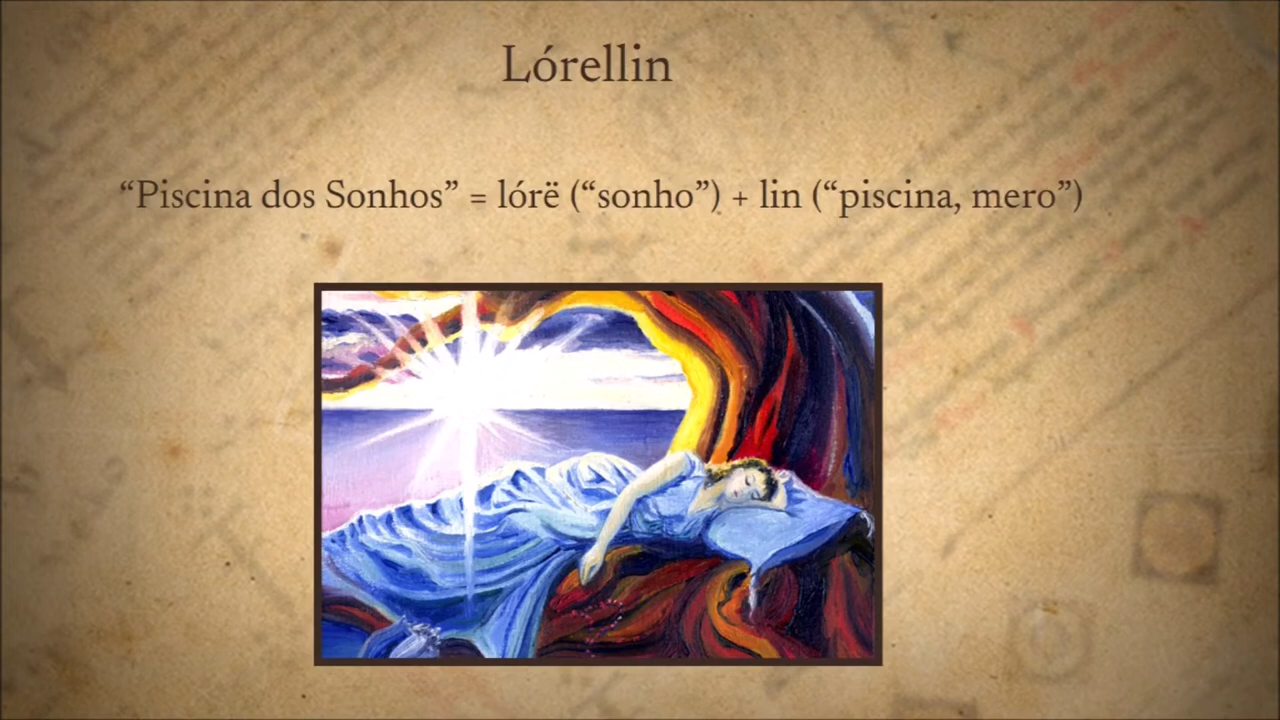 Lórellin
“Piscina dos Sonhos” = lórë (“sonho”) + lin (“piscina, mero”)